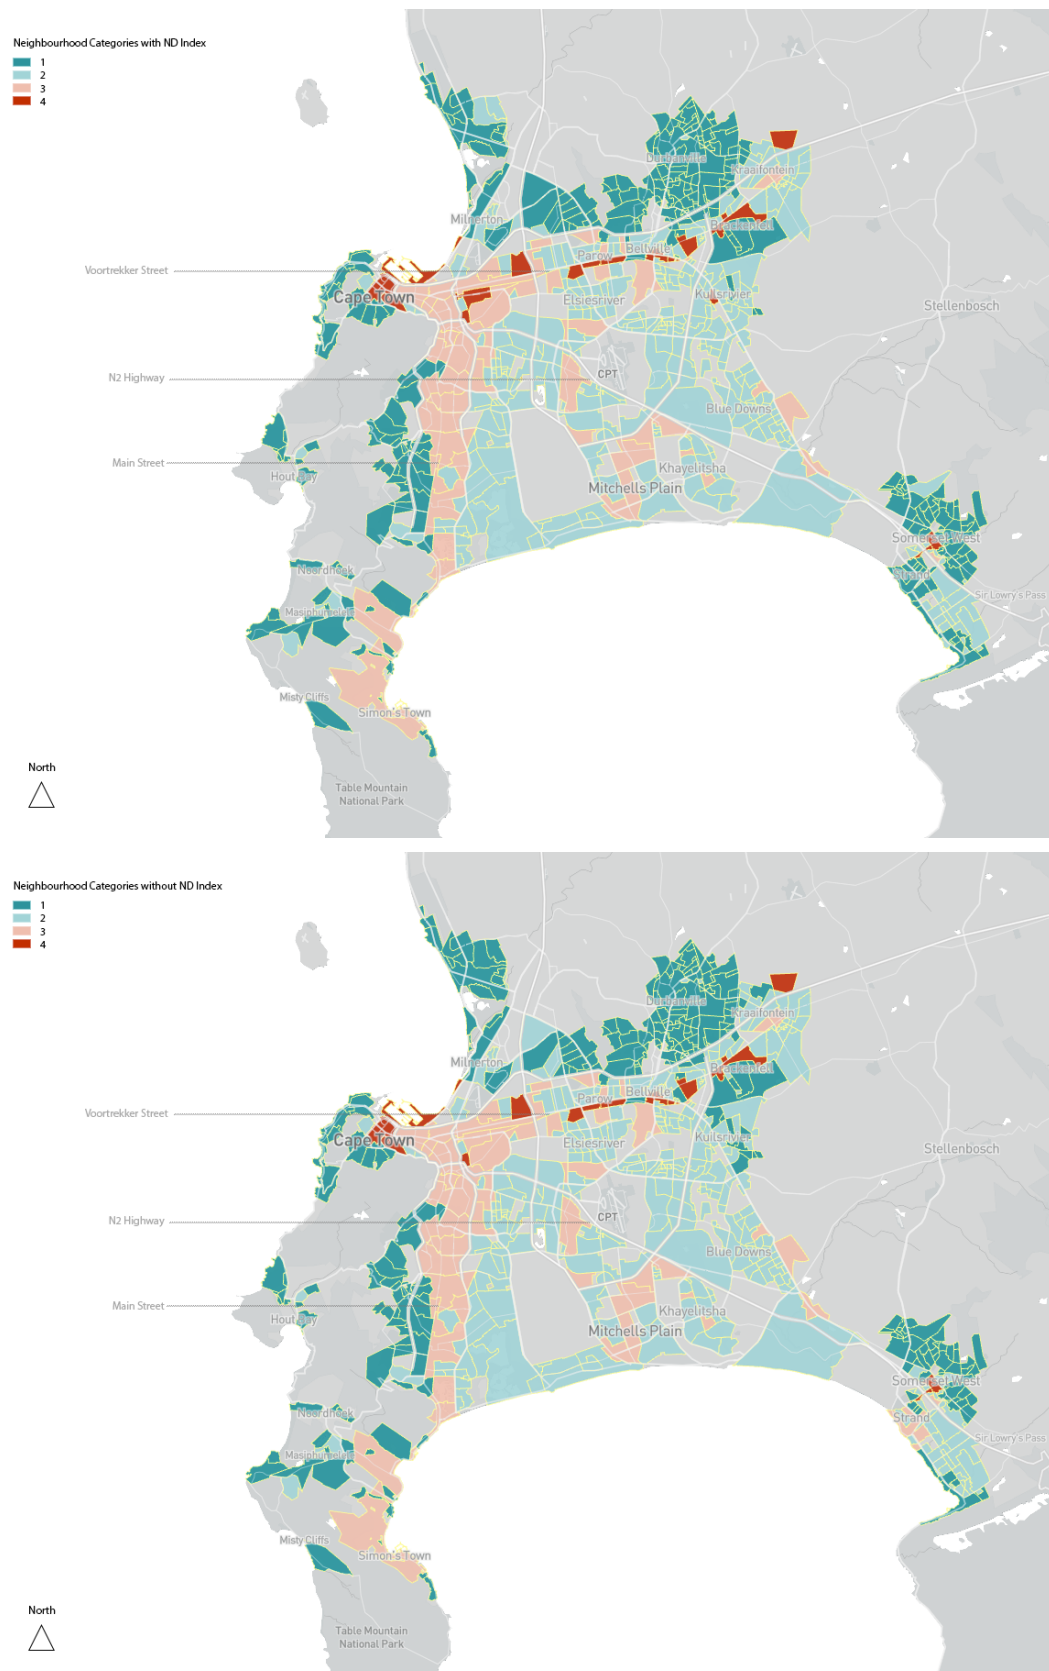 Neighbourhood Categories with ND Index
1
2
3
4
Durbanville
Kraaifontein
Milnerton
Brackenfell
Bellville
Parow
Voortrekker Street
Cape Town
Elsiesriver
Kuilsrivier
Stellenbosch
N2 Highway
CPT
Blue Downs
Main Street
Khayelitsha
Hout Bay
Mitchells Plain
Somerset West
Noordhoek
Strand
Sir Lowry's Pass
Masiphumelele
Misty Cliffs
Simon's Town
North
Table Mountain
National Park
Neighbourhood Categories without ND Index
1
2
3
4
Durbanville
Kraaifontein
Milnerton
Brackenfell
Bellville
Parow
Voortrekker Street
Cape Town
Kuilsrivier
Elsiesriver
Stellenbosch
N2 Highway
CPT
Blue Downs
Main Street
Khayelitsha
Hout Bay
Mitchells Plain
Somerset West
Noordhoek
Strand
Sir Lowry's Pass
Masiphumelele
Misty Cliffs
Simon's Town
North
Table Mountain
National Park